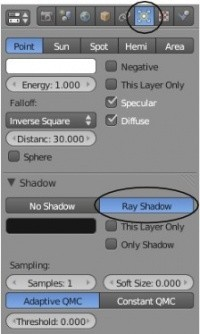 Point Sun Spot Hemi Area
Negative
Energy: 1.000
This Layer Only
Falloff:
Specular
Inverse Square
Diffuse
Distanc: 30.000
Sphere
Shadow
No Shadow Ray Shadow
This Layer Only
Only Shadow
Sampling:
Samples: 1 Soft Size: 0.000
Adaptive QMC Constant QMC
Threshold: 0.000